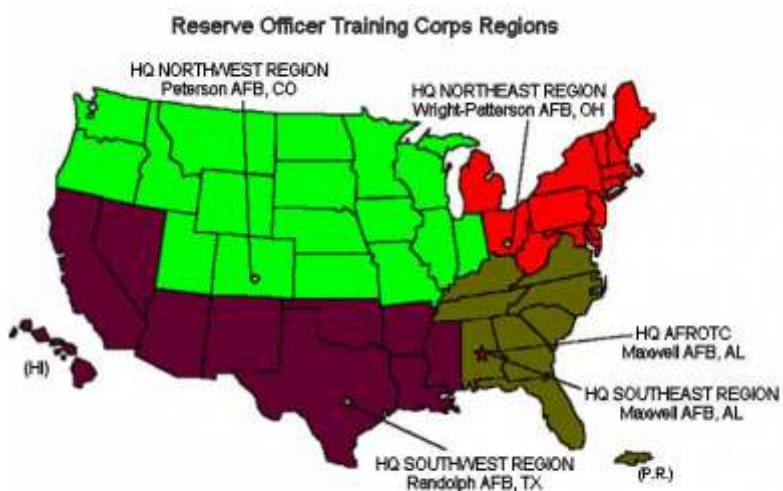 Reserve Officer Training Corps Regions
HQ NORTHWEST REGION
Peterson AFB, CO
HQ NORTHEAST REGION
Wright-Patterson AFB, OH
HQ AFROTC
Maxwell AFB, AL
(HI)
HQ SOUTHEAST REGION
Maxwell AFB, AL
HQ SOUTHWEST REGION
Randolph AFB, TX
(P.R.)